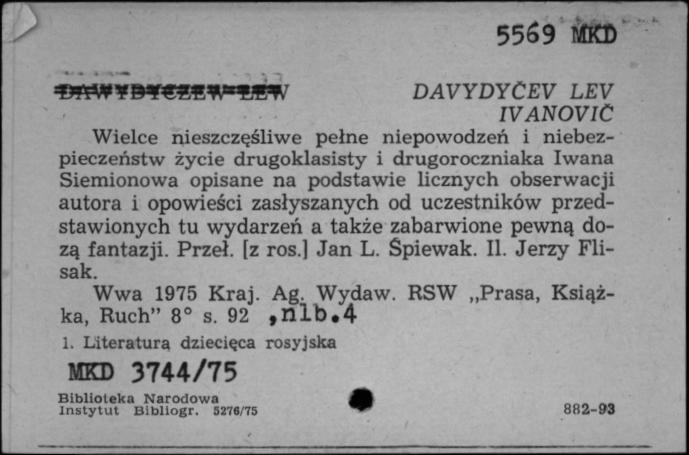 5569 MKD
DAWYDYCZEW LEW
DAVYDYČEV LEV
IVANOVIČ
Wielce nieszczęśliwe pełne niepowodzeń i niebez-
pieczeństw życie drugoklasisty i drugoroczniaka Iwana
Siemionowa opisane na podstawie licznych obserwacji
autora i opowieści zasłyszanych od uczestników przed-
stawionych tu wydarzeń a także zabarwione pewną do-
zą fantazji. Przeł. [z ros.] Jan L. Śpiewak. Il. Jerzy Fli-
sak.
Wwa 1975 Kraj. Ag. Wydaw. RSW „Prasa, Książ-
ka, Ruch” 8° s. 92 ,nlb.4
1. Literatura dziecięca rosyjska
MKD 3744/75
Biblioteka Narodowa
Instytut Bibliogr. 5276/75
882-93